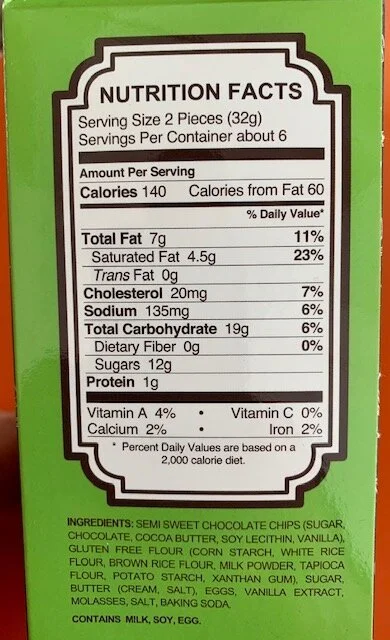 NUTRITION FACTS
Serving Size 2 Pieces (32g)
Servings Per Container about 6
Amount Per Serving
Calories 140 Calories from Fat 60
% Daily Value*
Total Fat 7g 11%
Saturated Fat 4.5g 23%
Trans Fat 0g
Cholesterol 20mg 7%
Sodium 135mg 6%
Total Carbohydrate 19g 6%
Dietary Fiber 0g 0%
Sugars 12g
Protein 1g
Vitamin A 4% • Vitamin C 0%
Calcium 2% • Iron 2%
* Percent Daily Values are based on a
2,000 calorie diet.
INGREDIENTS: SEMI SWEET CHOCOLATE CHIPS (SUGAR,
CHOCOLATE, COCOA BUTTER, SOY LECITHIN, VANILLA),
GLUTEN FREE FLOUR (CORN STARCH, WHITE RICE
FLOUR, BROWN RICE FLOUR, MILK POWDER, TAPIOCA
FLOUR, POTATO STARCH, XANTHAN GUM), SUGAR,
BUTTER (CREAM, SALT), EGGS, VANILLA EXTRACT,
MOLASSES, SALT, BAKING SODA.
CONTAINS MILK, SOY, EGG.